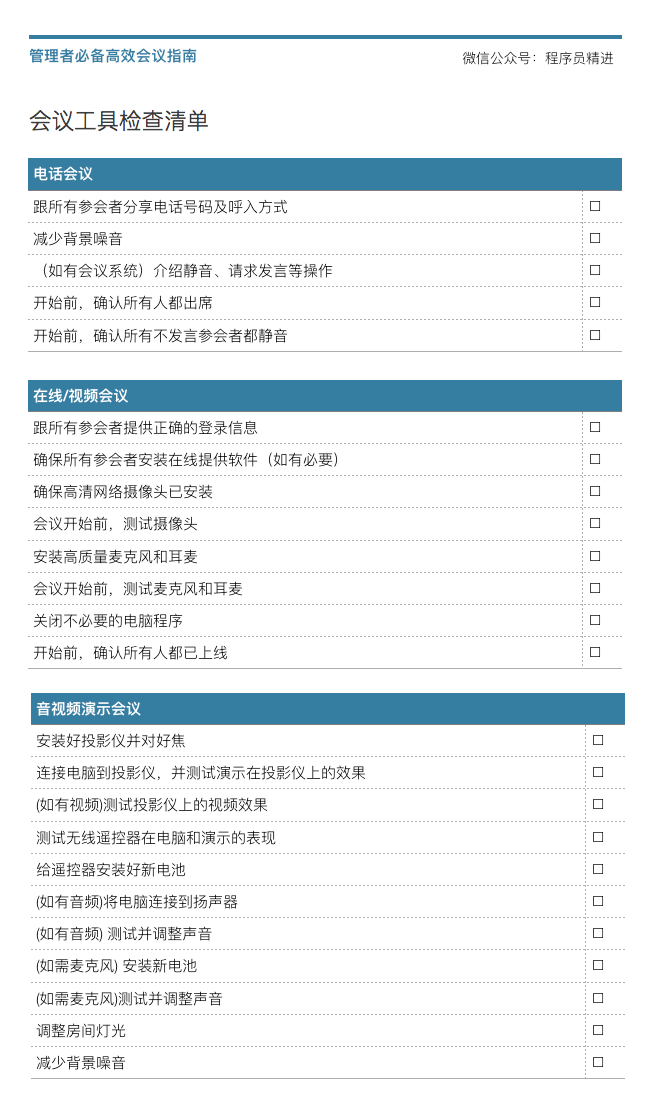 管理者必备高效会议指南
微信公众号：程序员精进
会议工具检查清单
电话会议
跟所有参会者分享电话号码及呼入方式 □
减少背景噪音 □
（如有会议系统）介绍静音、请求发言等操作 □
开始前，确认所有人都出席 □
开始前，确认所有不发言参会者都静音 □
在线/视频会议
跟所有参会者提供正确的登录信息 □
确保所有参会者安装在线提供软件（如有必要） □
确保高清网络摄像头已安装 □
会议开始前，测试摄像头 □
安装高质量麦克风和耳麦 □
会议开始前，测试麦克风和耳麦 □
关闭不必要的电脑程序 □
开始前，确认所有人都已上线 □
音视频演示会议
安装好投影仪并对好焦 □
连接电脑到投影仪，并测试演示在投影仪上的效果 □
(如有视频)测试投影仪上的视频效果 □
测试无线遥控器在电脑和演示的表现 □
给遥控器安装好新电池 □
(如有音频)将电脑连接到扬声器 □
(如有音频) 测试并调整声音 □
(如需麦克风) 安装新电池 □
(如需麦克风)测试并调整声音 □
调整房间灯光 □
减少背景噪音 □